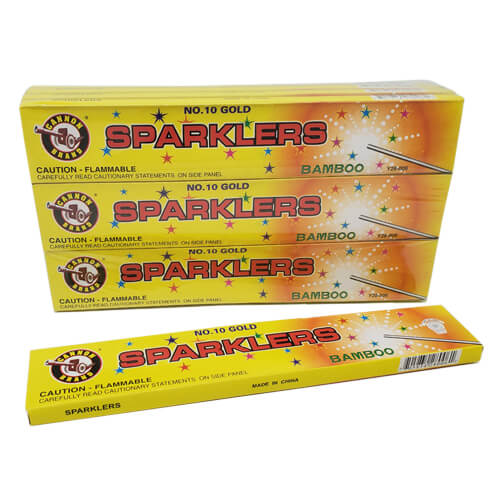 NO.10 GOLD
CANNON BRAND
SPARKLERS
CAUTION - FLAMMABLE
BAMBOO
CAREFULLY READ CAUTIONARY STATEMENTS ON SIDE PANEL
NO.10 GOLD
CANNON BRAND
SPARKLERS
CAUTION - FLAMMABLE
BAMBOO
CAREFULLY READ CAUTIONARY STATEMENTS ON SIDE PANEL
NO.10 GOLD
CANNON BRAND
SPARKLERS
CAUTION - FLAMMABLE
BAMBOO
CAREFULLY READ CAUTIONARY STATEMENTS ON SIDE PANEL
NO.10 GOLD
CANNON BRAND
SPARKLERS
BAMBOO
CAUTION - FLAMMABLE
CAREFULLY READ CAUTIONARY STATEMENTS ON SIDE PANEL
MADE IN CHINA
SPARKLERS